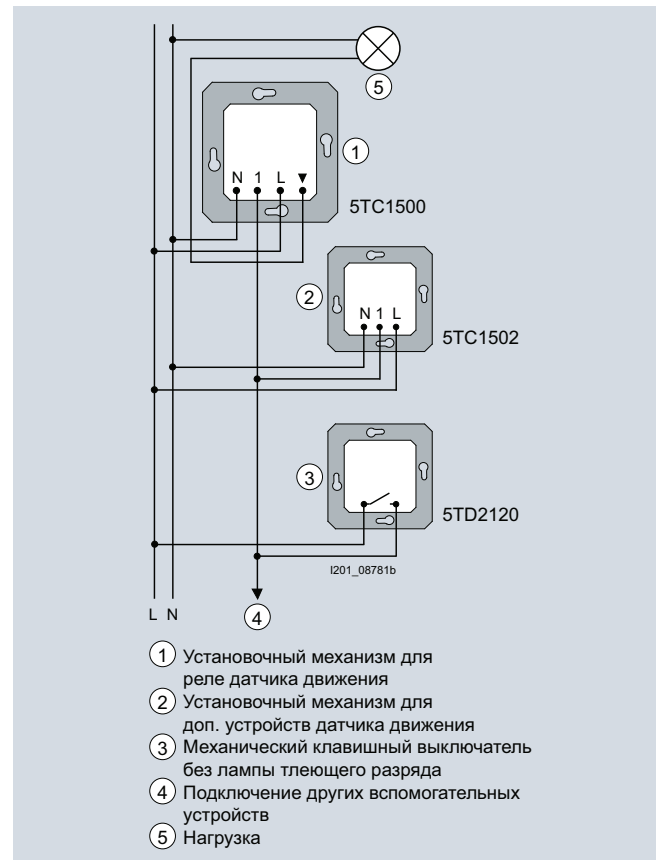 5
1
N 1 L ▼
5TC1500
2
N 1 L
5TC1502
3
5TD2120
I201_08781b
L N
4
1 Установочный механизм для
реле датчика движения
2 Установочный механизм для
доп. устройств датчика движения
3 Механический клавишный выключатель
без лампы тлеющего разряда
4 Подключение других вспомогательных
устройств
5 Нагрузка